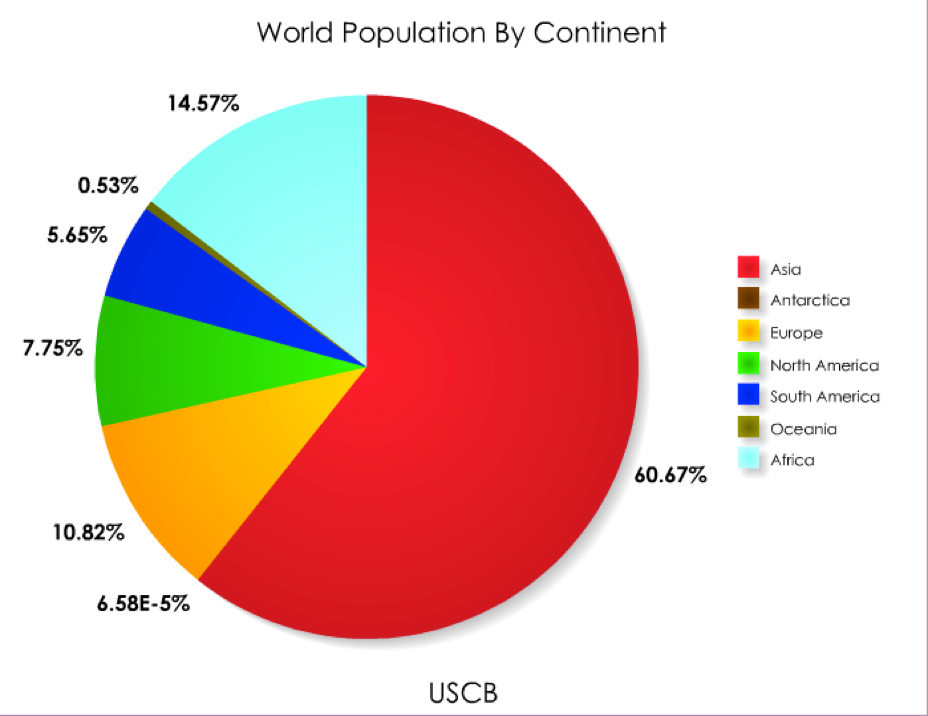 World Population By Continent
14.57%
0.53%
5.65%
7.75%
10.82%
6.58E-5%
60.67%
Asia
Antarctica
Europe
North America
South America
Oceania
Africa
USCB